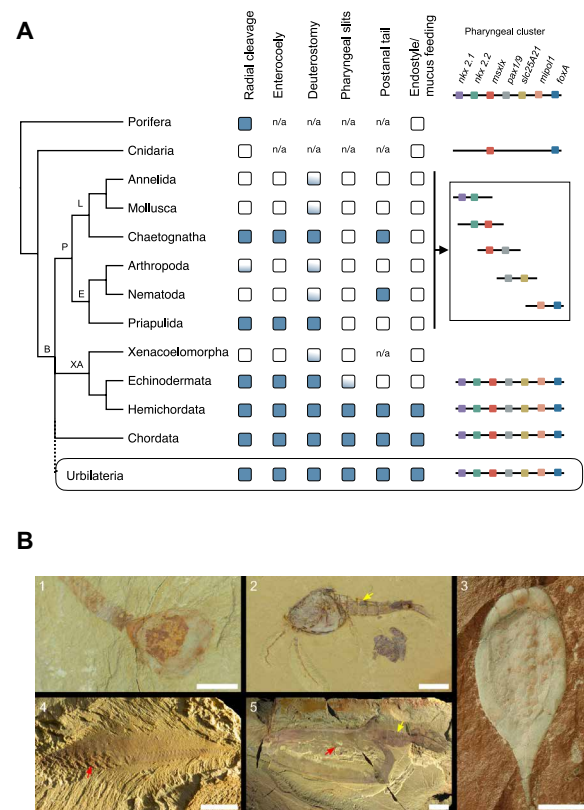 A
Radial cleavage
Enterocoely
Deuterostomy
Pharyngeal slits
Postanal tail
Endostyle/
mucus feeding
Pharyngeal cluster
nkx 2.1
nkx 2.2
msxlx
pax1/9
slc25A21
mipol1
foxA
Porifera n/a n/a n/a n/a
Cnidaria n/a n/a n/a n/a
Annelida
L
Mollusca
Chaetognatha
P
Arthropoda
E
Nematoda
Priapulida
B
Xenacoelomorpha n/a
XA
Echinodermata
Hemichordata
Chordata
Urbilateria
B
1
2
3
4
5